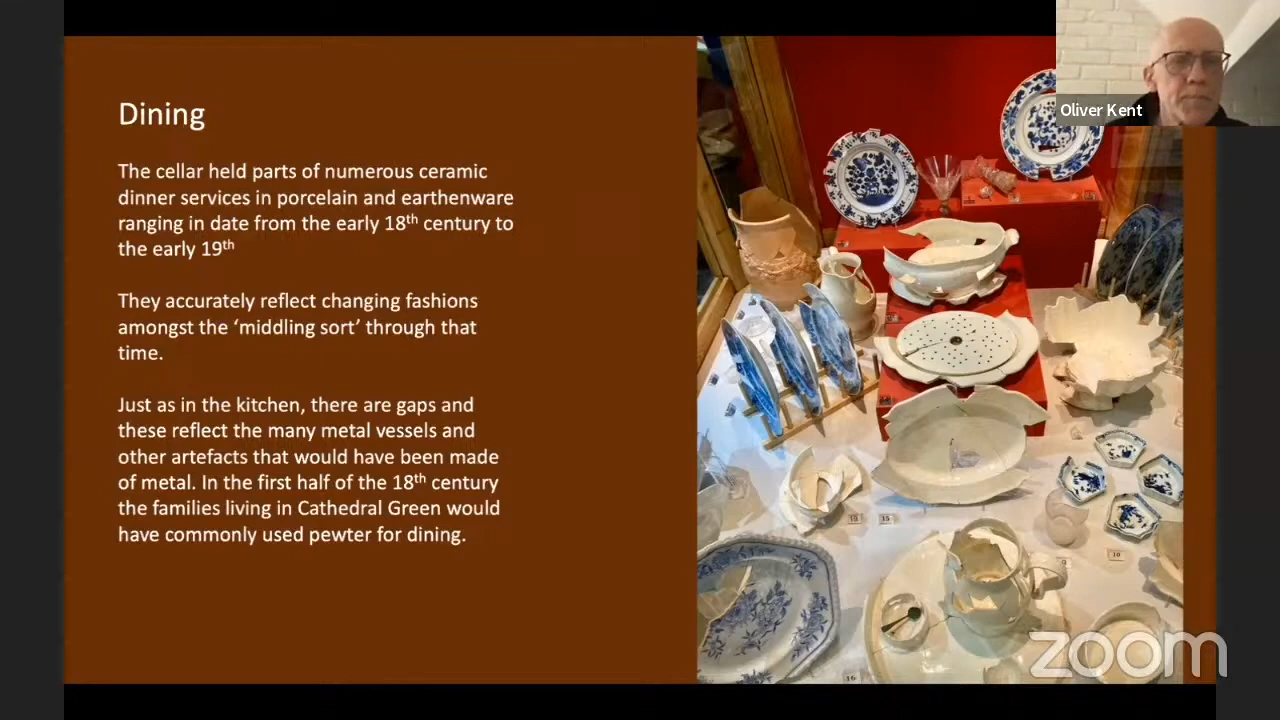 Dining
The cellar held parts of numerous ceramic
dinner services in porcelain and earthenware
ranging in date from the early 18th century to
the early 19th
They accurately reflect changing fashions
amongst the ‘middling sort’ through that
time.
Just as in the kitchen, there are gaps and
these reflect the many metal vessels and
other artefacts that would have been made
of metal. In the first half of the 18th century
the families living in Cathedral Green would
have commonly used pewter for dining.
Oliver Kent
15
10
16
zoom